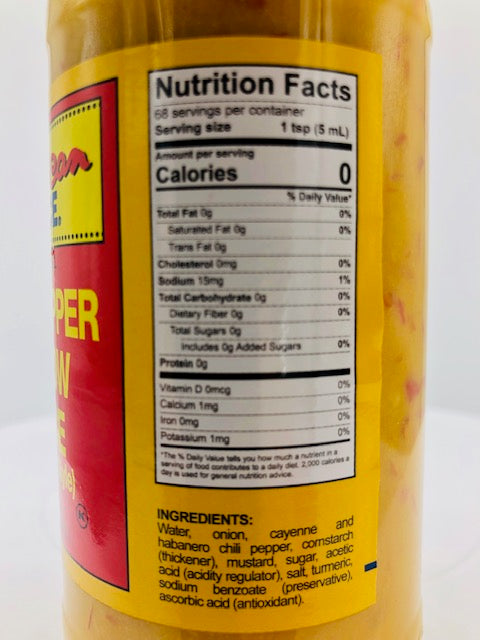 ean
E.
PPER
W
E
Nutrition Facts
68 servings per container
Serving size 1 tsp (5 mL)
Amount per serving
Calories 0
% Daily Value*
Total Fat 0g 0%
Saturated Fat 0g 0%
Trans Fat 0g
Cholesterol 0mg 0%
Sodium 15mg 1%
Total Carbohydrate 0g 0%
Dietary Fiber 0g 0%
Total Sugars 0g
Includes 0g Added Sugars 0%
Protein 0g
Vitamin D 0mcg 0%
Calcium 1mg 0%
Iron 0mg 0%
Potassium 1mg 0%
*The % Daily Value tells you how much a nutrient in a
serving of food contributes to a daily diet. 2,000 calories a
day is used for general nutrition advice.
INGREDIENTS:
Water, onion, cayenne and
habanero chili pepper, cornstarch
(thickener), mustard, sugar, acetic
acid (acidity regulator), salt, turmeric,
sodium benzoate (preservative),
ascorbic acid (antioxidant).